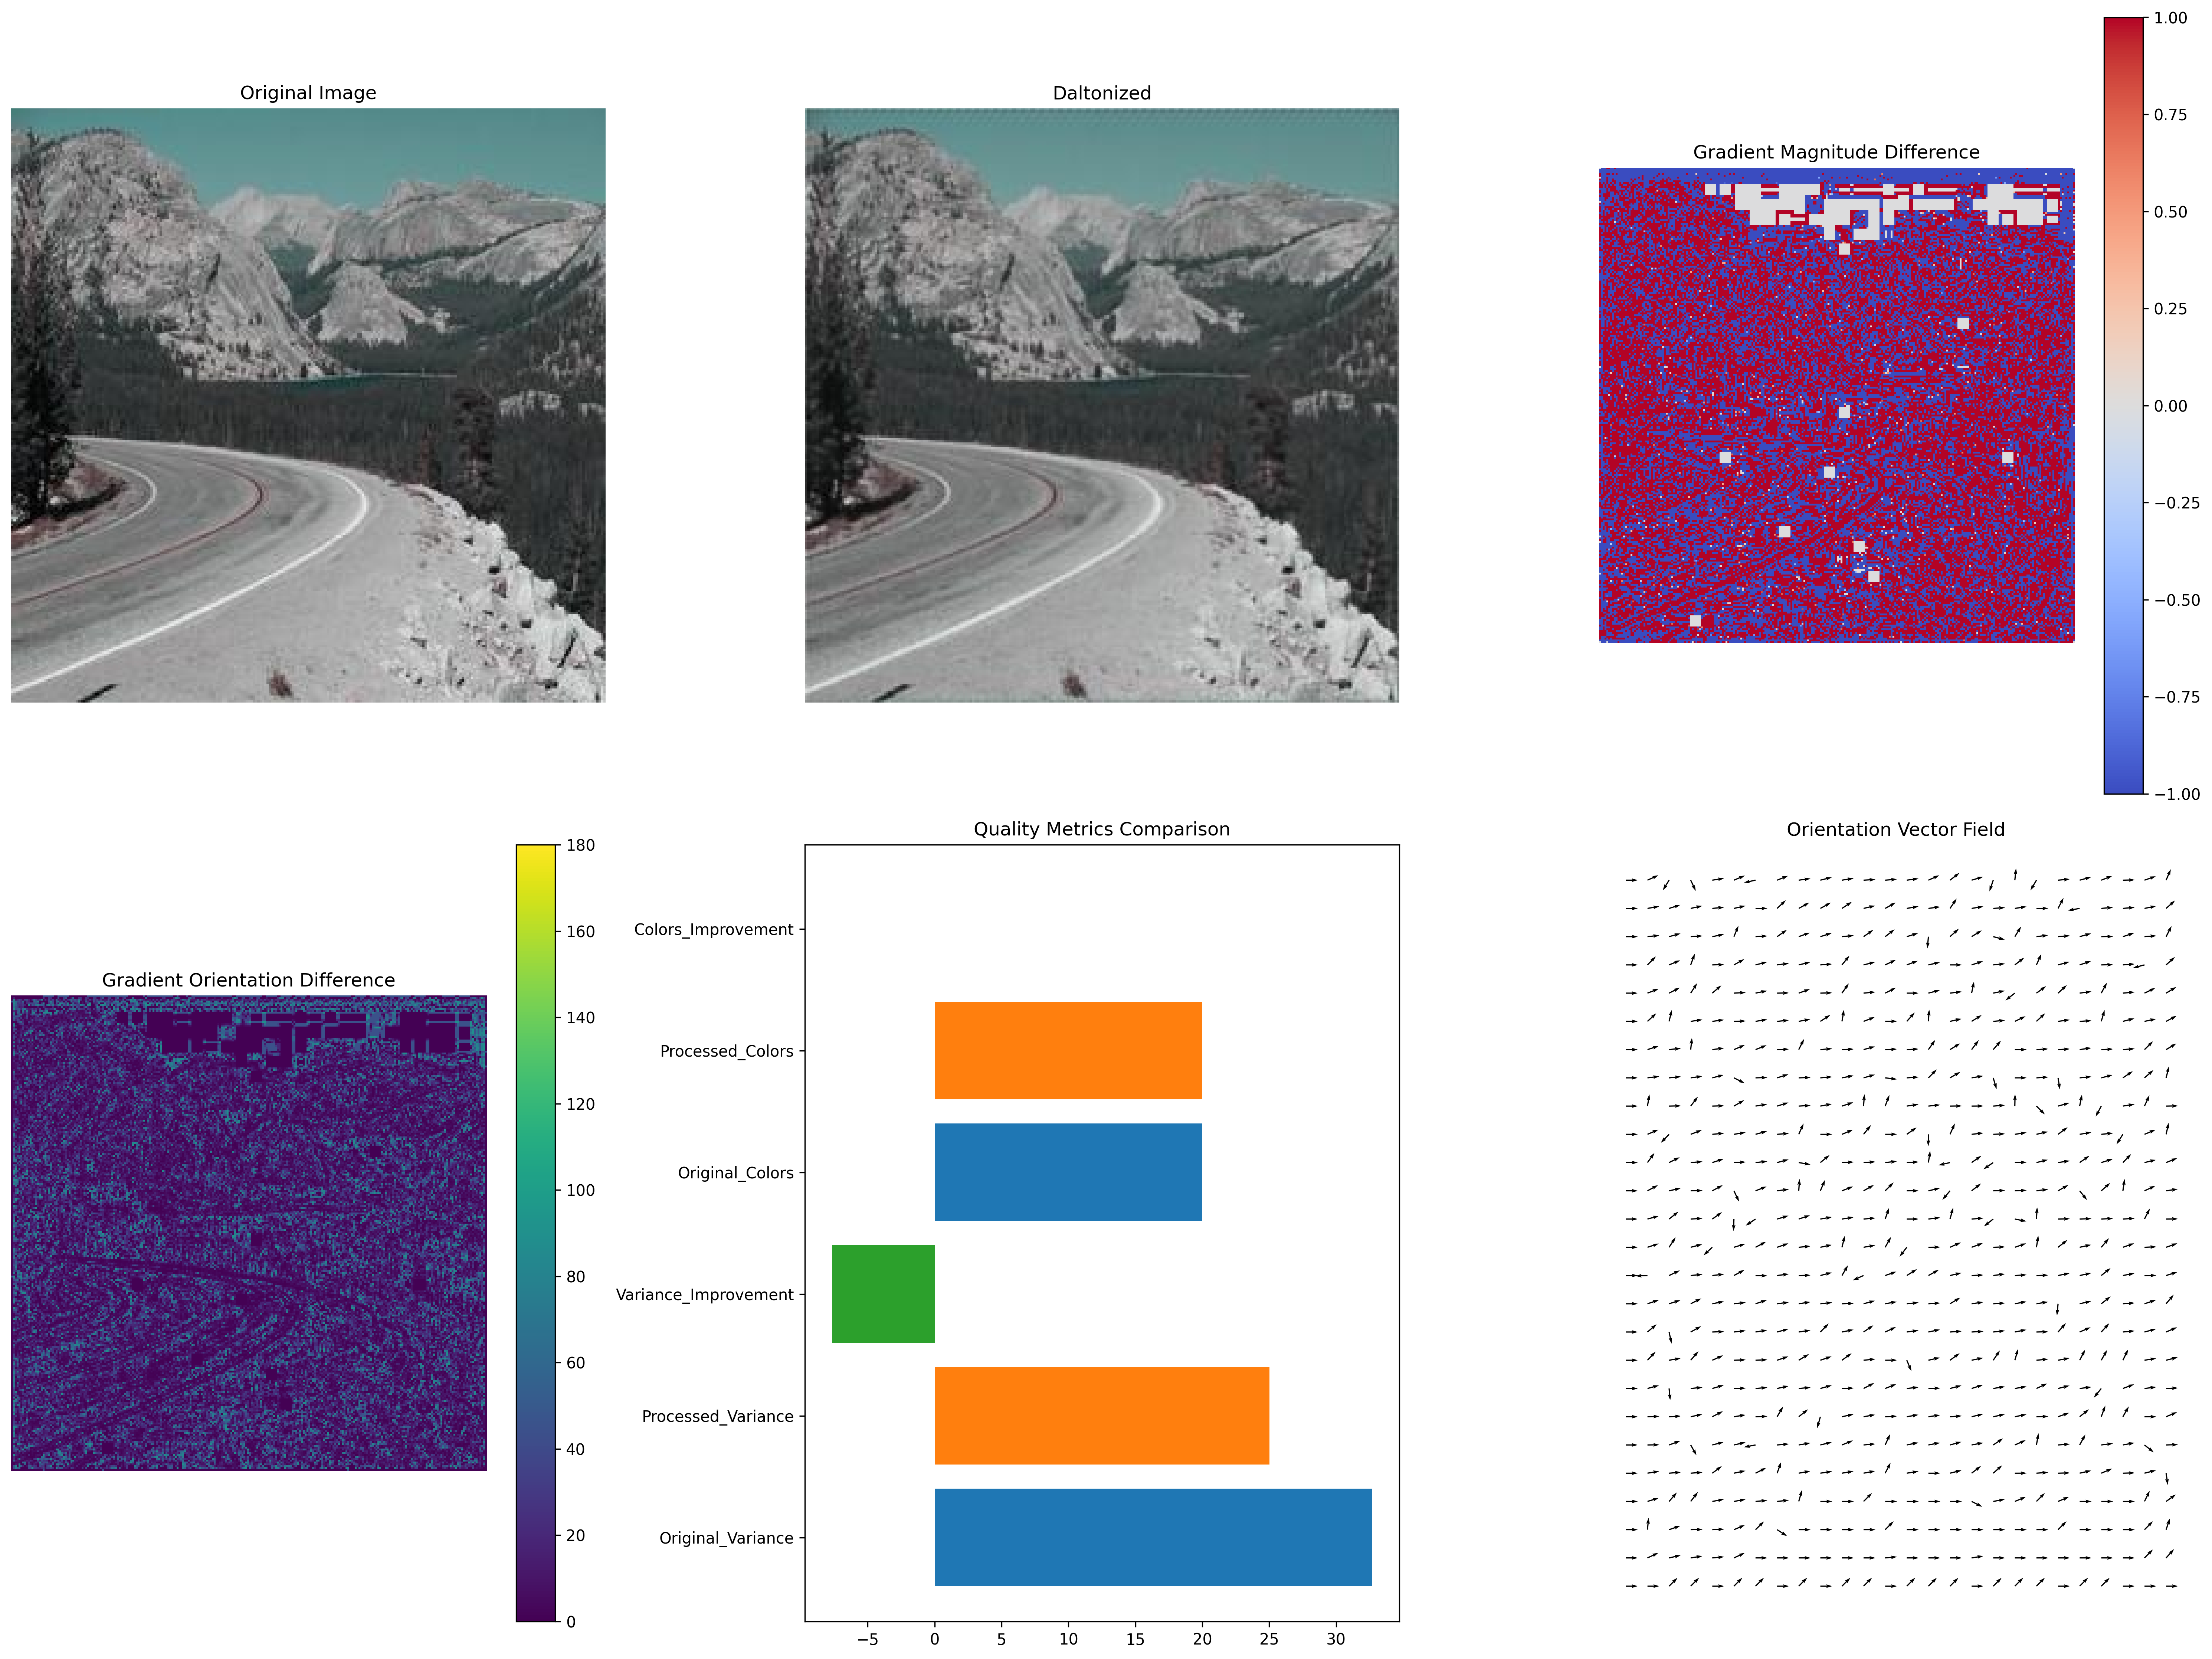 Original Image
Daltonized
Gradient Magnitude Difference
1.00
0.75
0.50
0.25
0.00
−0.25
−0.50
−0.75
−1.00
Gradient Orientation Difference
180
160
140
120
100
80
60
40
20
0
Quality Metrics Comparison
Colors_Improvement
Processed_Colors
Original_Colors
Variance_Improvement
Processed_Variance
Original_Variance
−5 0 5 10 15 20 25 30
Orientation Vector Field